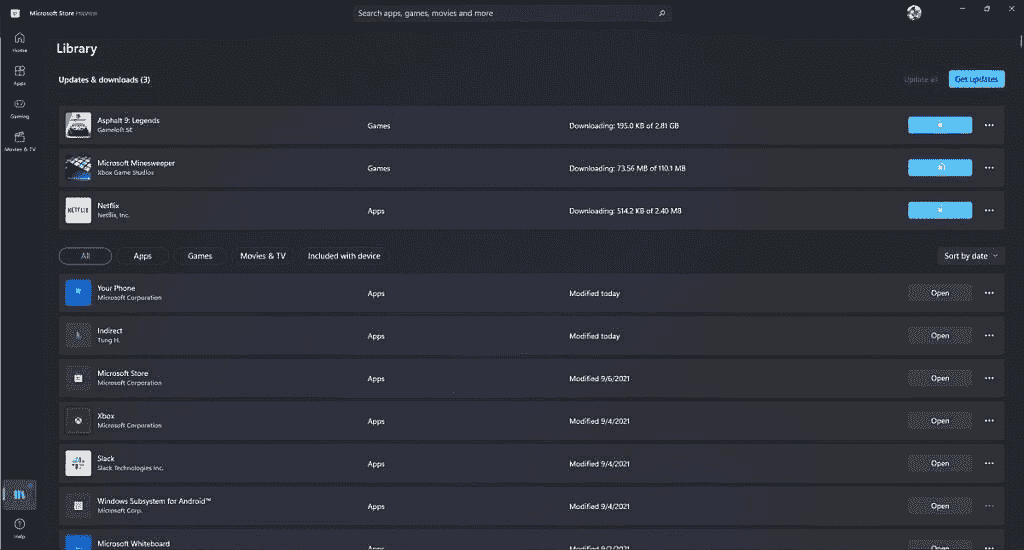 Microsoft Store PREVIEW
Search apps, games, movies and more
Home
Apps
Gaming
Movies & TV
Help
Library
Updates & downloads (3)
Update all
Get updates
Asphalt 9: Legends
Gameloft SE
Games
Downloading: 195.0 KB of 2.81 GB
Microsoft Minesweeper
Xbox Game Studios
Games
Downloading: 73.56 MB of 110.1 MB
NETFLIX
Netflix
Netflix, Inc.
Apps
Downloading: 514.2 KB of 2.40 MB
All
Apps
Games
Movies & TV
Included with device
Sort by date
Your Phone
Microsoft Corporation
Apps
Modified today
Open
Indirect
Tung H.
Apps
Modified today
Open
Microsoft Store
Microsoft Corporation
Apps
Modified 9/6/2021
Open
Xbox
Microsoft Corporation
Apps
Modified 9/4/2021
Open
Slack
Slack Technologies Inc.
Apps
Modified 9/4/2021
Open
Windows Subsystem for Android™
Microsoft Corp.
Apps
Modified 9/4/2021
Open
Microsoft Whiteboard
Apps
Modified 9/2/2021
Open